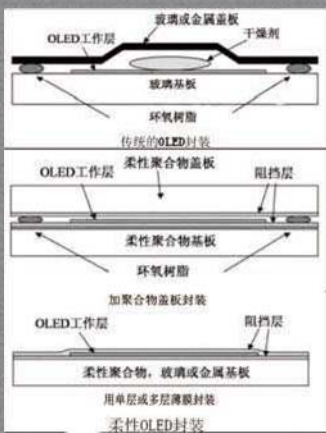 玻璃或金属盖板
OLED工作层
干燥剂
玻璃基板
环氧树脂
传统的OLED封装
柔性聚合物盖板
OLED工作层
阻挡层
柔性聚合物基板
环氧树脂
加聚合物盖板封装
OLED工作层
阻挡层
柔性聚合物，玻璃或金属基板
用单层或多层薄膜封装
柔性OLED封装